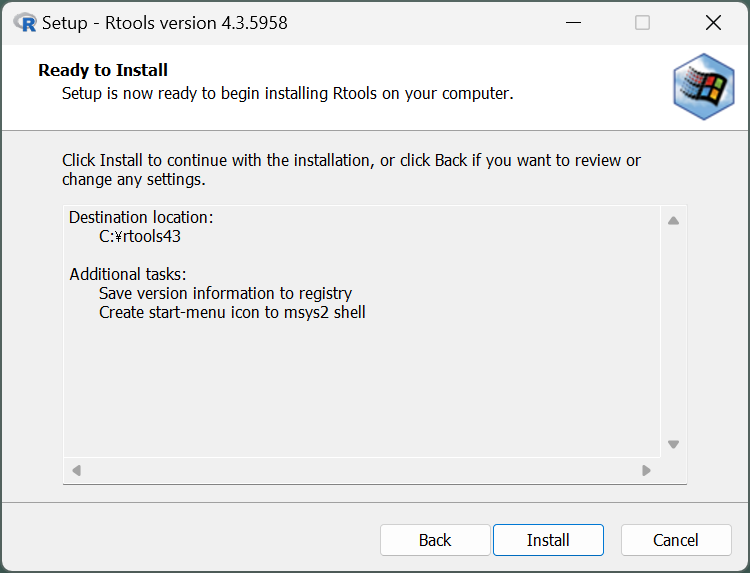 Setup - Rtools version 4.3.5958
Ready to Install
Setup is now ready to begin installing Rtools on your computer.
Click Install to continue with the installation, or click Back if you want to review or
change any settings.
Destination location:
C:¥rtools43
Additional tasks:
Save version information to registry
Create start-menu icon to msys2 shell
Back
Install
Cancel